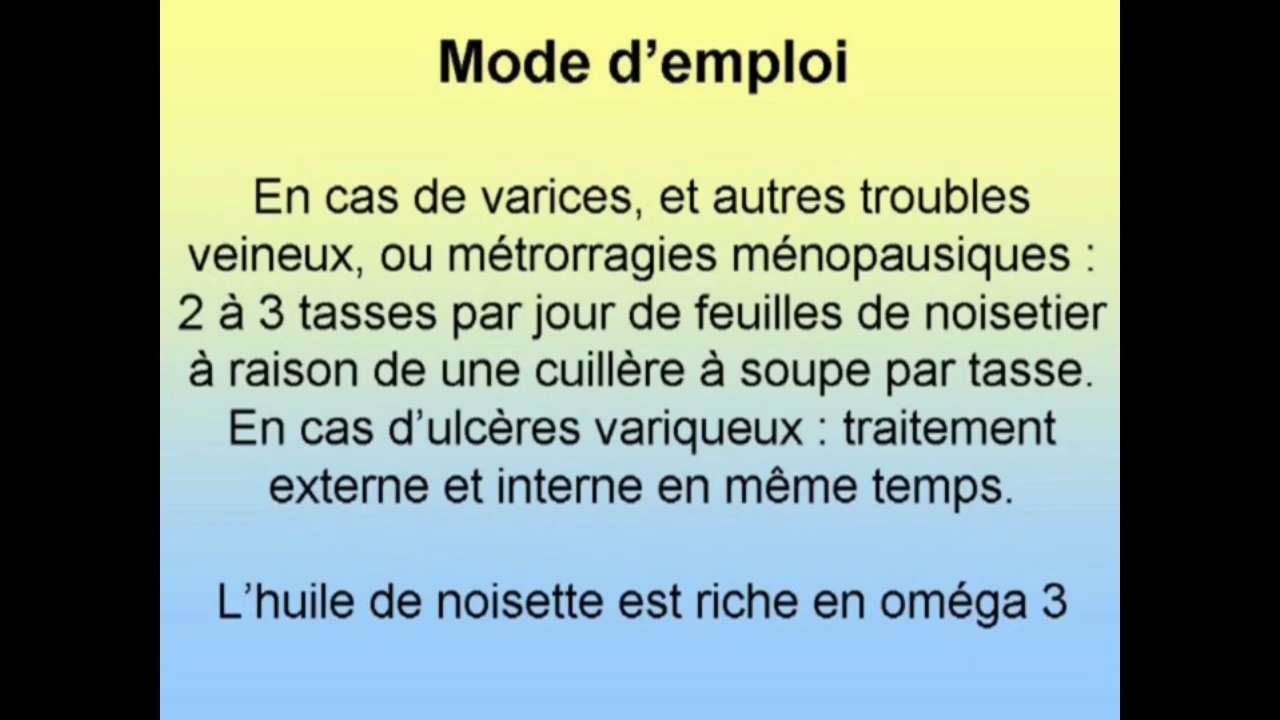 Mode d’emploi
En cas de varices, et autres troubles
veineux, ou métrorragies ménopausiques :
2 à 3 tasses par jour de feuilles de noisetier
à raison de une cuillère à soupe par tasse.
En cas d’ulcères variqueux : traitement
externe et interne en même temps.
L’huile de noisette est riche en oméga 3